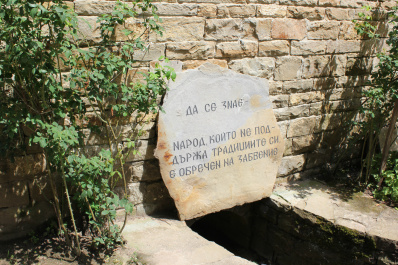 - ДА СЕ ЗНАЕ -
НАРОД, КОЙТО НЕ ПОД-
ДЪРЖА ТРАДИЦИИТЕ СИ
Е ОБРЕЧЕН НА ЗАБВЕНИЕ